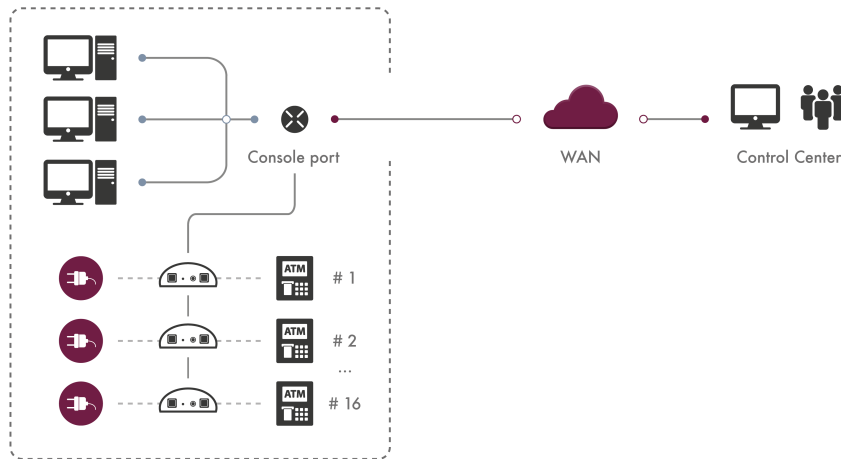 Console port
WAN
Control Center
ATM
# 1
ATM
# 2
...
ATM
# 16